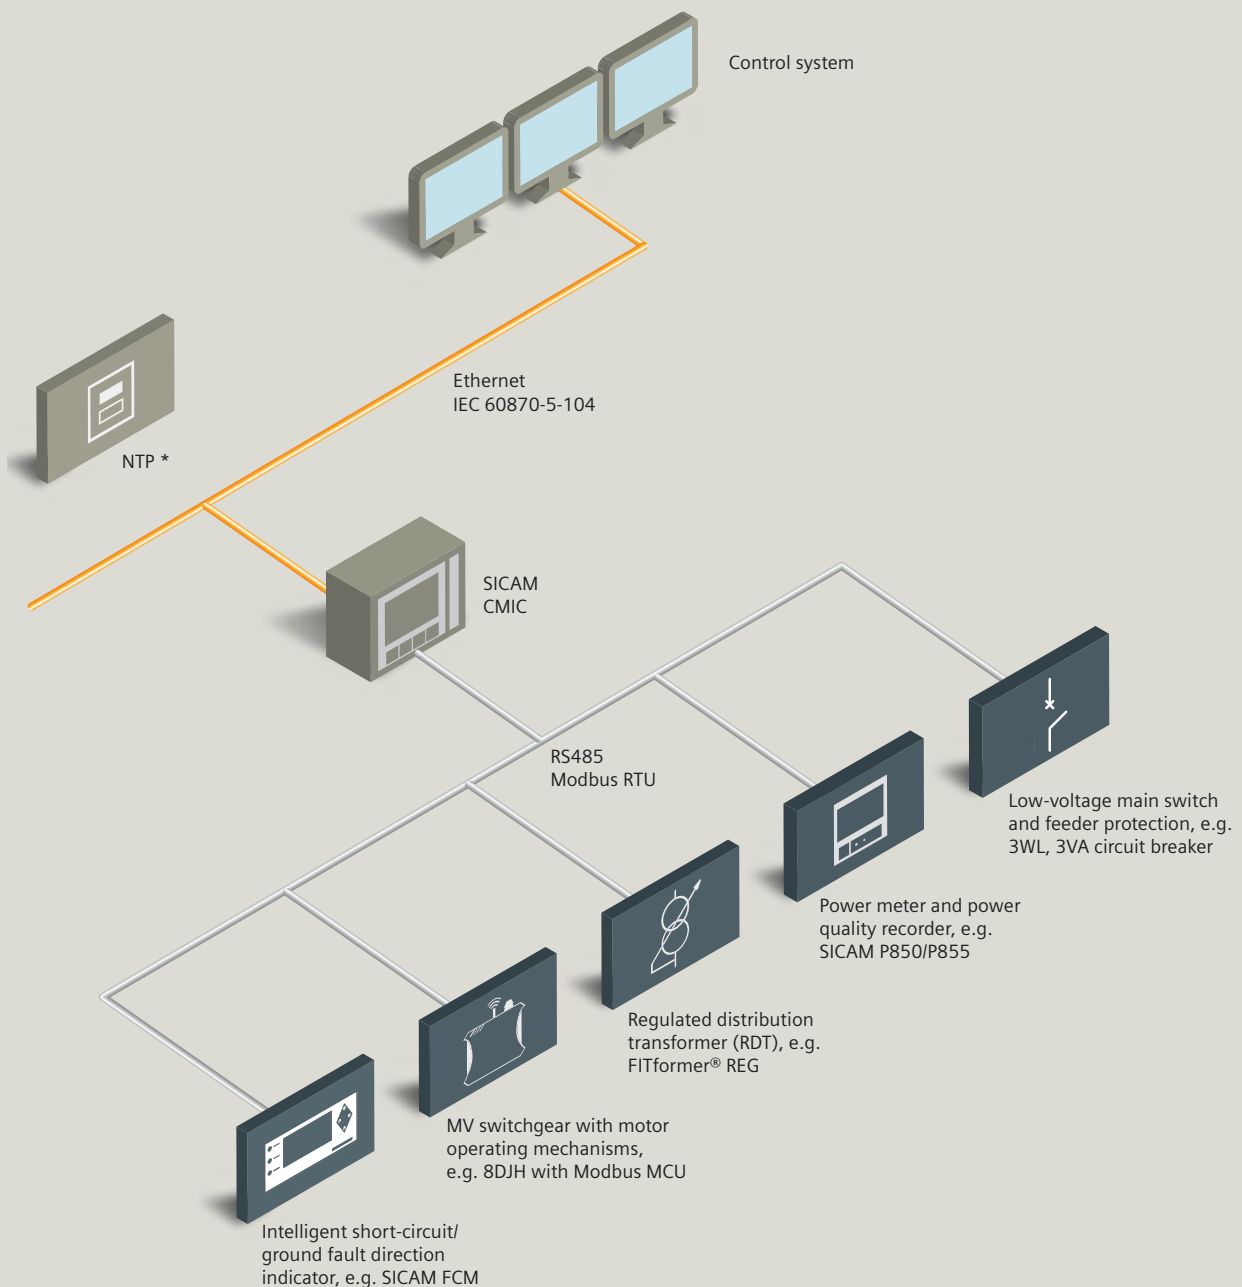 Control system
Ethernet
IEC 60870-5-104
NTP *
SICAM
CMIC
RS485
Modbus RTU
Low-voltage main switch
and feeder protection, e.g.
3WL, 3VA circuit breaker
Power meter and power
quality recorder, e.g.
SICAM P850/P855
Regulated distribution
transformer (RDT), e.g.
FITformer® REG
MV switchgear with motor
operating mechanisms,
e.g. 8DJH with Modbus MCU
Intelligent short-circuit/
ground fault direction
indicator, e.g. SICAM FCM